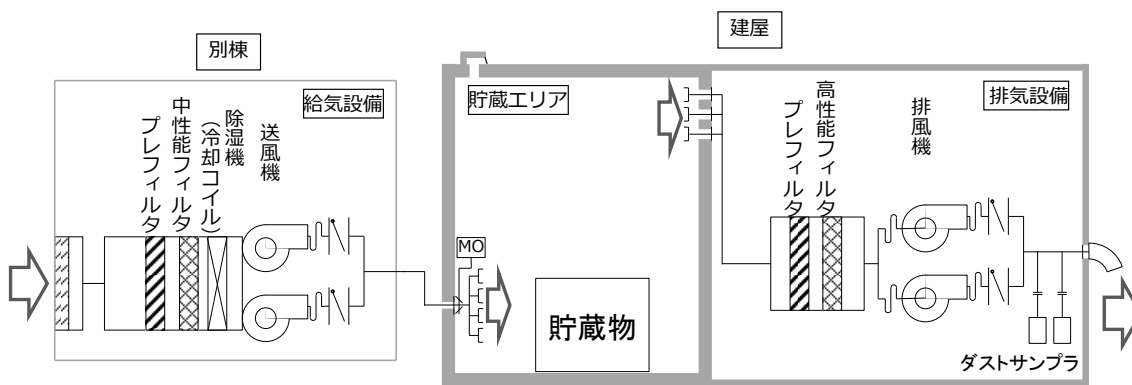 別棟
給気設備
プレフィルタ
中性能フィルタ
除湿機
(冷却コイル)
送風機
建屋
貯蔵エリア
MO
貯蔵物
排気設備
プレフィルタ
高性能フィルタ
排風機
ダストサンプラ